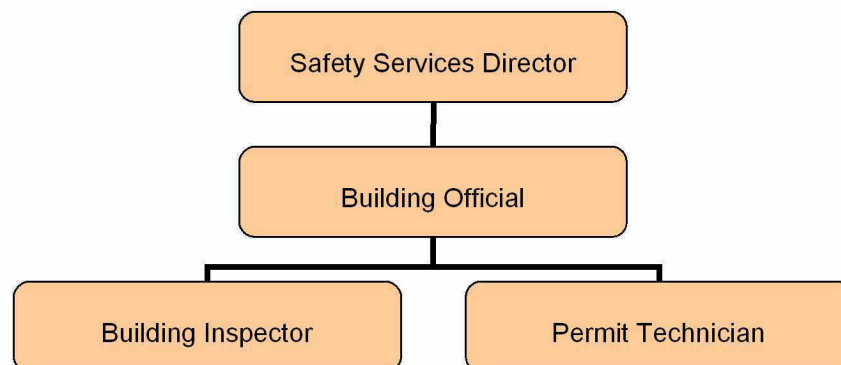 Safety Services Director
Building Official
Building Inspector
Permit Technician